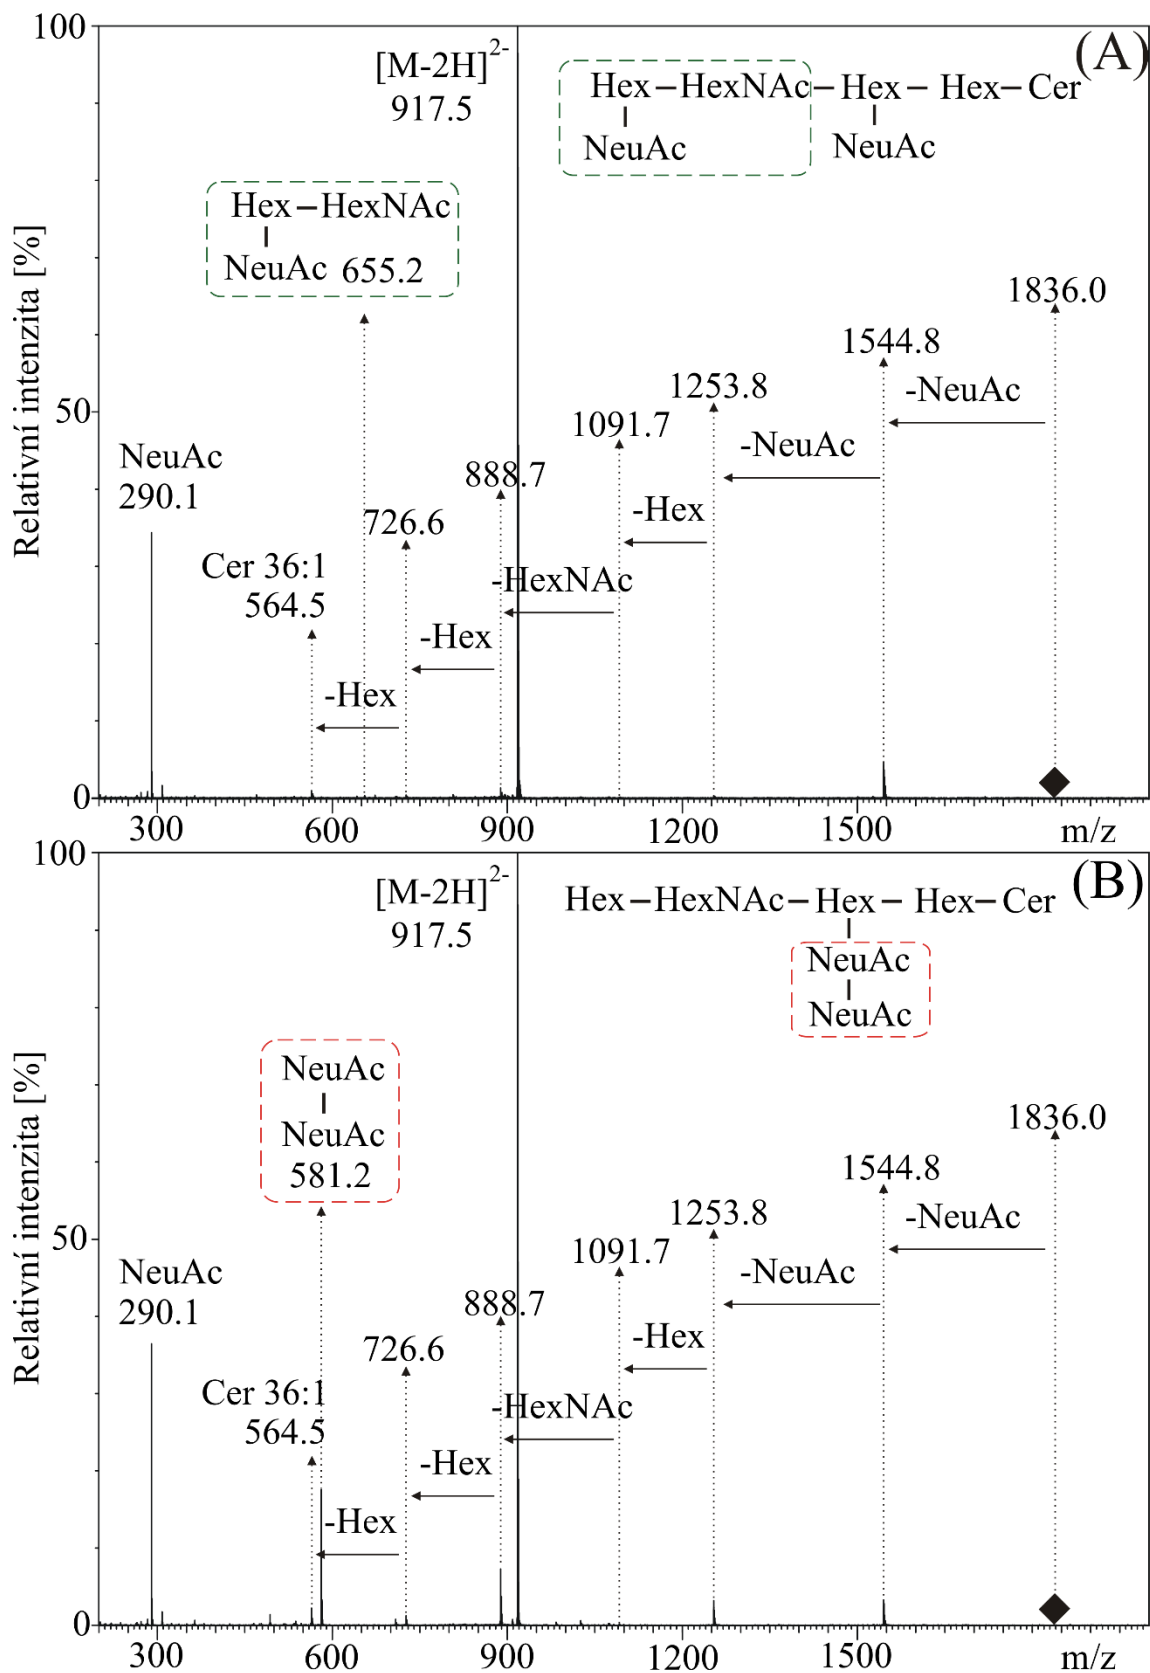 100
(A)
[M-2H]2-
917.5
Hex–HexNAc–Hex–Hex–Cer
NeuAc
NeuAc
Hex–HexNAc
NeuAc 655.2
1836.0
1544.8
-NeuAc
1253.8
50
1091.7
-NeuAc
NeuAc
290.1
888.7
-Hex
726.6
Cer 36:1
564.5
-HexNAc
-Hex
-Hex
0
Relativní intenzita [%]
300 600 900 1200 1500 m/z
100
(B)
[M-2H]2-
917.5
Hex–HexNAc–Hex–Hex–Cer
NeuAc
NeuAc
NeuAc
NeuAc
581.2
1836.0
1544.8
-NeuAc
1253.8
50
1091.7
-NeuAc
NeuAc
290.1
888.7
-Hex
726.6
Cer 36:1
564.5
-HexNAc
-Hex
-Hex
0
Relativní intenzita [%]
300 600 900 1200 1500 m/z